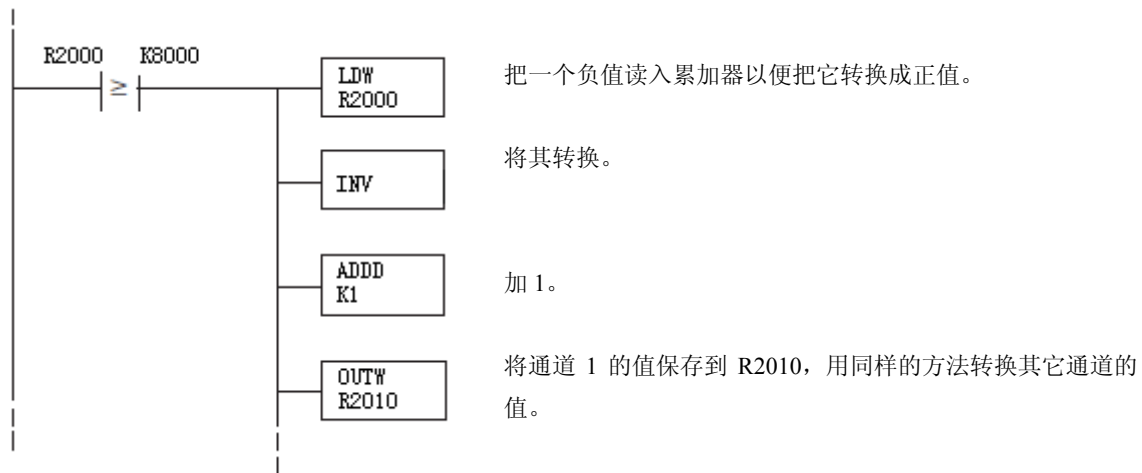 R2000 K8000
≥
LDW
R2000
把一个负值读入累加器以便把它转换成正值。
INV
将其转换。
ADDD
K1
加 1。
OUTW
R2010
将通道 1 的值保存到 R2010，用同样的方法转换其它通道的
值。